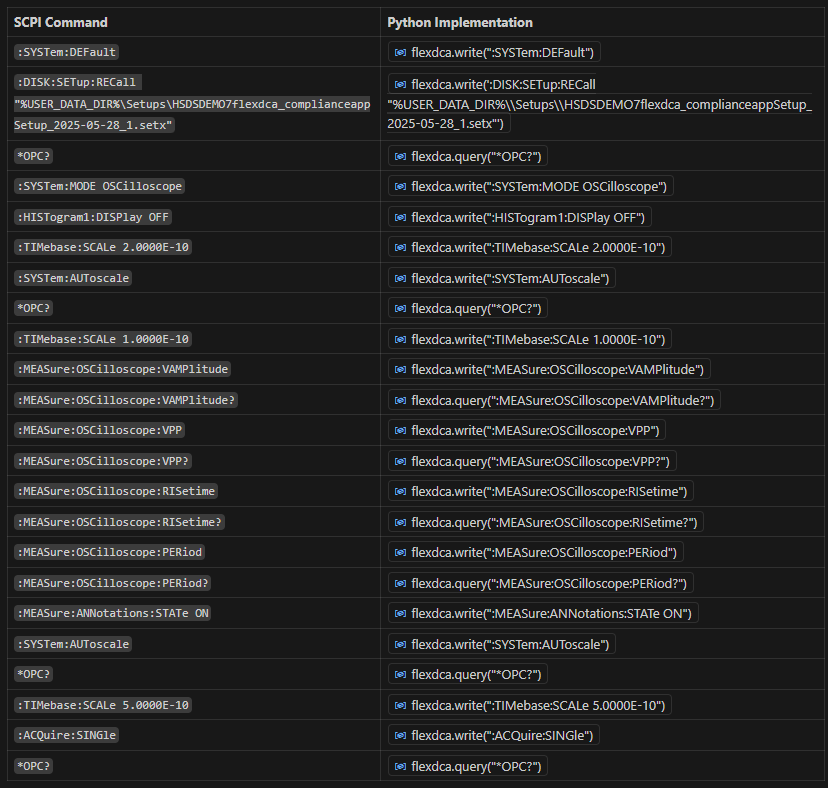 SCPI Command Python Implementation
:SYSTem:DEFault flexdca.write(":SYSTem:DEFault")
:DISK:SETup:RECall flexdca.write(':DISK:SETup:RECall
"%USER_DATA_DIR%\Setups\HSDSDEMO7flexdca_complianceapp "%USER_DATA_DIR%\\Setups\\HSDSDEMO7flexdca_complianceappSetup_
Setup_2025-05-28_1.setx" 2025-05-28_1.setx"')
*OPC? flexdca.query("*OPC?")
:SYSTem:MODE OSCilloscope flexdca.write(":SYSTem:MODE OSCilloscope")
:HISTogram1:DISPlay OFF flexdca.write(":HISTogram1:DISPlay OFF")
:TIMebase:SCALe 2.0000E-10 flexdca.write(":TIMebase:SCALe 2.0000E-10")
:SYSTem:AUToscale flexdca.write(":SYSTem:AUToscale")
*OPC? flexdca.query("*OPC?")
:TIMebase:SCALe 1.0000E-10 flexdca.write(":TIMebase:SCALe 1.0000E-10")
:MEASure:OSCilloscope:VAMPlitude flexdca.write(":MEASure:OSCilloscope:VAMPlitude")
:MEASure:OSCilloscope:VAMPlitude? flexdca.query(":MEASure:OSCilloscope:VAMPlitude?")
:MEASure:OSCilloscope:VPP flexdca.write(":MEASure:OSCilloscope:VPP")
:MEASure:OSCilloscope:VPP? flexdca.query(":MEASure:OSCilloscope:VPP?")
:MEASure:OSCilloscope:RISetime flexdca.write(":MEASure:OSCilloscope:RISetime")
:MEASure:OSCilloscope:RISetime? flexdca.query(":MEASure:OSCilloscope:RISetime?")
:MEASure:OSCilloscope:PERiod flexdca.write(":MEASure:OSCilloscope:PERiod")
:MEASure:OSCilloscope:PERiod? flexdca.query(":MEASure:OSCilloscope:PERiod?")
:MEASure:ANNotations:STATe ON flexdca.write(":MEASure:ANNotations:STATe ON")
:SYSTem:AUToscale flexdca.write(":SYSTem:AUToscale")
*OPC? flexdca.query("*OPC?")
:TIMebase:SCALe 5.0000E-10 flexdca.write(":TIMebase:SCALe 5.0000E-10")
:ACQuire:SINGle flexdca.write(":ACQuire:SINGle")
*OPC? flexdca.query("*OPC?")